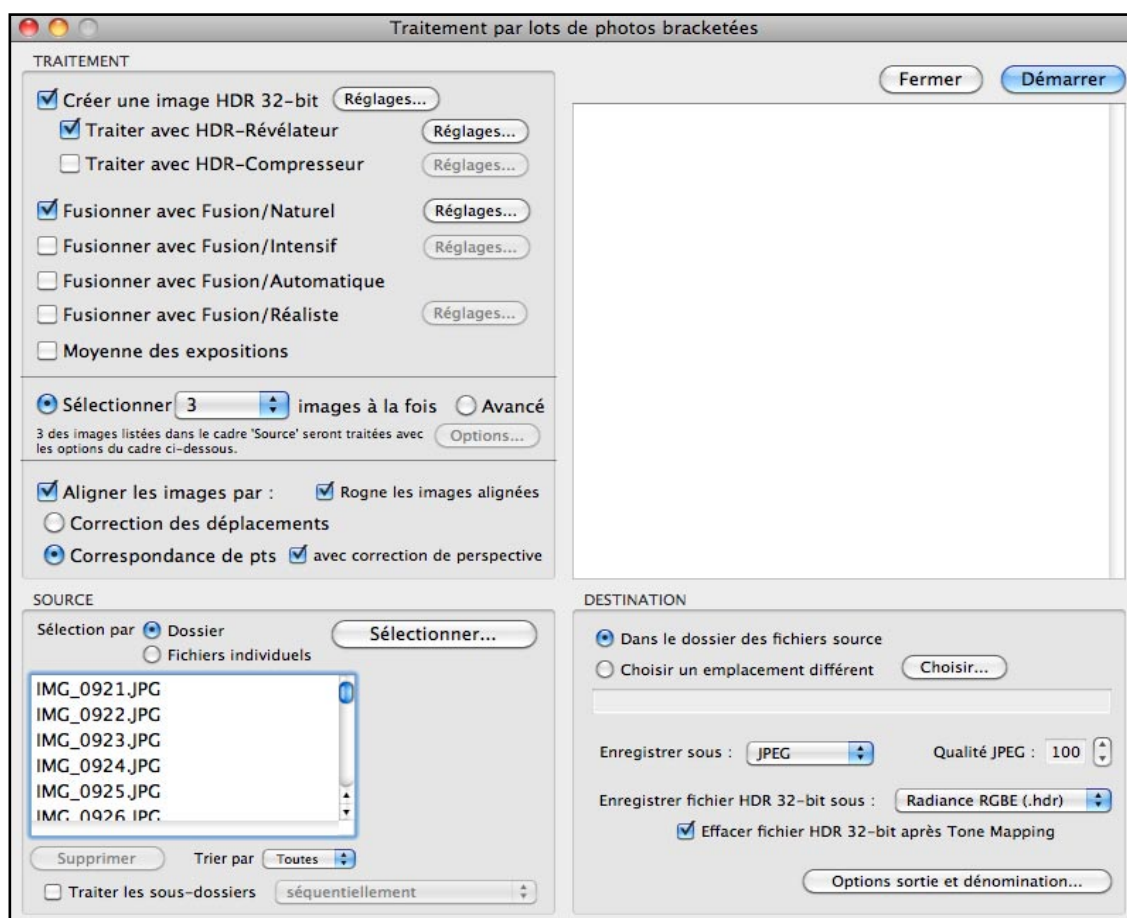 Traitement par lots de photos bracketées
TRAITEMENT
Fermer Démarrer
Créer une image HDR 32-bit Réglages...
Traiter avec HDR-Révélateur Réglages...
Traiter avec HDR-Compresseur Réglages...
Fusionner avec Fusion/Naturel Réglages...
Fusionner avec Fusion/Intensif Réglages...
Fusionner avec Fusion/Automatique
Fusionner avec Fusion/Réaliste Réglages...
Moyenne des expositions
Sélectionner 3 images à la fois Avancé
3 des images listées dans le cadre 'Source' seront traitées avec
les options du cadre ci-dessous.
Options...
Aligner les images par : Rogne les images alignées
Correction des déplacements
Correspondance de pts avec correction de perspective
SOURCE
Sélection par Dossier
Fichiers individuels
Sélectionner...
IMG_0921.JPG
IMG_0922.JPG
IMG_0923.JPG
IMG_0924.JPG
IMG_0925.JPG
IMG_0926.JPG
Supprimer Trier par Toutes
Traiter les sous-dossiers séquentiellement
DESTINATION
Dans le dossier des fichiers source
Choisir un emplacement différent Choisir...
Enregistrer sous : JPEG Qualité JPEG : 100
Enregistrer fichier HDR 32-bit sous : Radiance RGBE (.hdr)
Effacer fichier HDR 32-bit après Tone Mapping
Options sortie et dénomination...